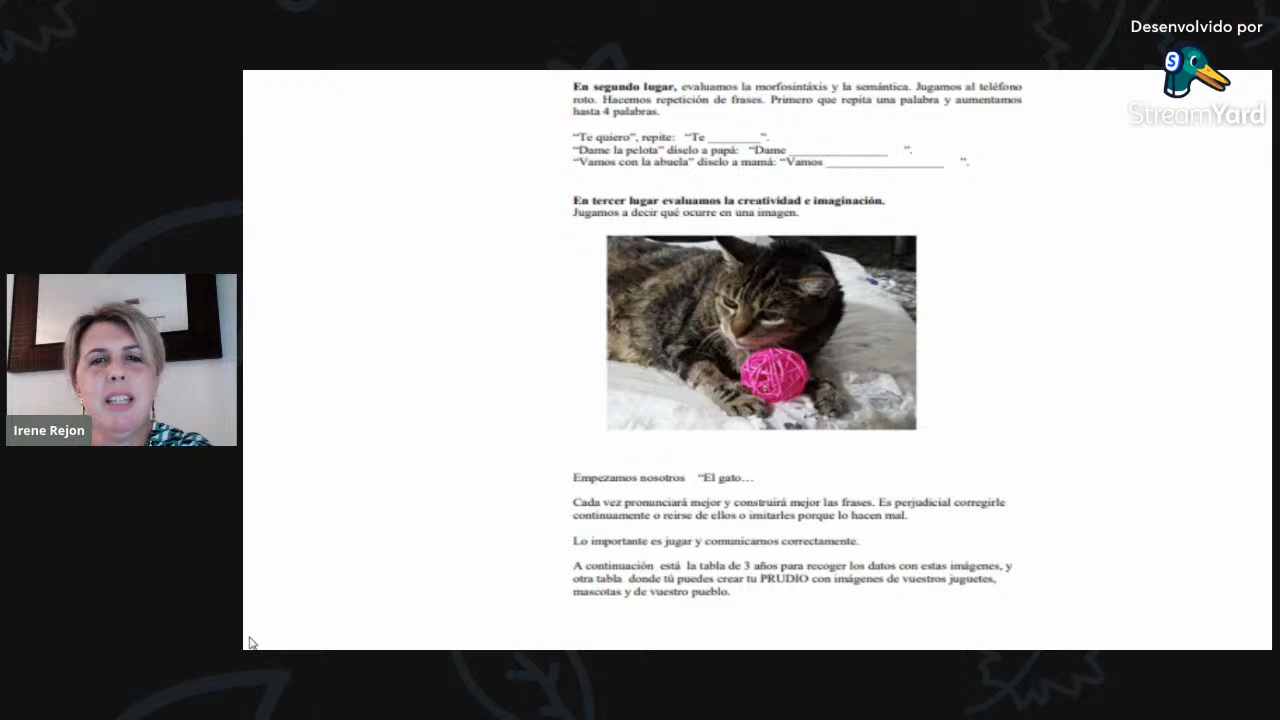 Desenvolvido por
StreamYard
En segundo lugar, evaluamos la morfosintáxis y la semántica. Jugamos al teléfono
roto. Hacemos repetición de frases. Primero que repita una palabra y aumentamos
hasta 4 palabras.
“Te quiero”, repite: “Te ________”.
“Dame la pelota” díselo a papá: “Dame ______________ ”.
“Vamos con la abuela” díselo a mamá: “Vamos ________________ ”.
En tercer lugar evaluamos la creatividad e imaginación.
Jugamos a decir qué ocurre en una imagen.
Irene Rejon
Empezamos nosotros “El gato…
Cada vez pronunciará mejor y construirá mejor las frases. Es perjudicial corregirle
continuamente o reirse de ellos o imitarles porque lo hacen mal.
Lo importante es jugar y comunicarnos correctamente.
A continuación está la tabla de 3 años para recoger los datos con estas imágenes, y
otra tabla donde tú puedes crear tu PRUDIO con imágenes de vuestros juguetes,
mascotas y de vuestro pueblo.